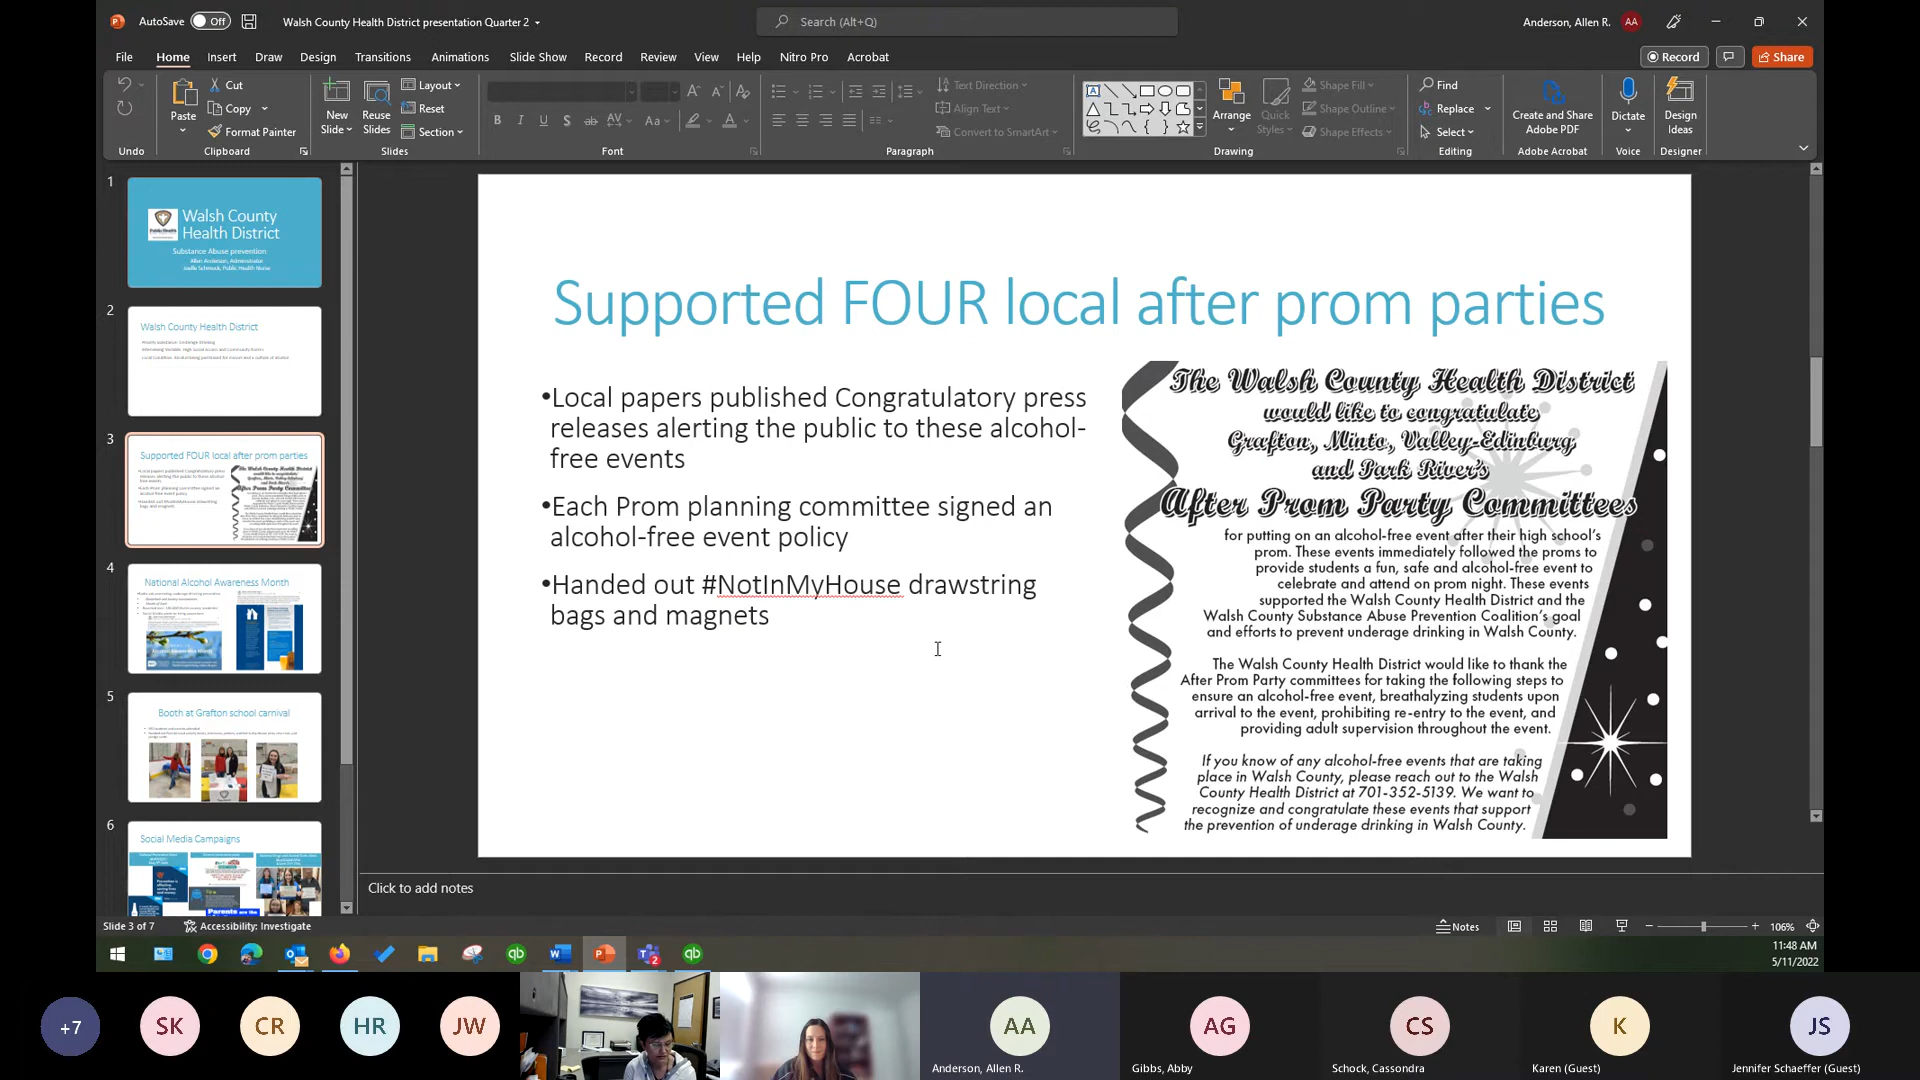 AutoSave Off
Walsh County Health District presentation Quarter 2
Search (Alt+Q)
Anderson, Allen R. AA
File Home Insert Draw Design Transitions Animations Slide Show Record Review View Help Nitro Pro Acrobat
Record Share
Cut
Copy
Format Painter
Paste
New Slide
Reuse Slides
Layout
Reset
Section
Text Direction
Align Text
Convert to SmartArt
Arrange
Quick Styles
Shape Fill
Shape Outline
Shape Effects
Find
Replace
Select
Create and Share Adobe PDF
Dictate
Design Ideas
Undo Clipboard Slides Font Paragraph Drawing Editing Adobe Acrobat Voice Designer
1
Walsh County
Health District
Substance Abuse prevention
Allen Anderson, Administrator
2
Walsh County Health District
3
Supported FOUR local after prom parties
4
National Alcohol Awareness Month
5
Booth at Grafton school carnival
6
Social Media Campaigns
Supported FOUR local after prom parties
•Local papers published Congratulatory press
releases alerting the public to these alcohol-
free events
•Each Prom planning committee signed an
alcohol-free event policy
•Handed out #NotInMyHouse drawstring
bags and magnets
The Walsh County Health District
would like to congratulate
Grafton, Minto, Valley-Edinburg,
and Park River's
After Prom Party Committees
for putting on an alcohol-free event after their high school's
prom. These events immediately followed the proms to
provide students a fun, safe and alcohol-free event to
celebrate and attend on prom night. These events
supported the Walsh County Health District and the
Walsh County Substance Abuse Prevention Coalition's goal
and efforts to prevent underage drinking in Walsh County.
The Walsh County Health District would like to thank the
After Prom Party committees for taking the following steps to
ensure an alcohol-free event, breathalyzing students upon
arrival to the event, prohibiting re-entry to the event, and
providing adult supervision throughout the event.
If you know of any alcohol-free events that are taking
place in Walsh County, please reach out to the Walsh
County Health District at 701-352-5139. We want to
recognize and congratulate these events that support
the prevention of underage drinking in Walsh County.
Click to add notes
Slide 3 of 7 Accessibility: Investigate
Notes 106%
11:48 AM
5/11/2022
+7 SK CR HR JW AA AG CS K JS
Anderson, Allen R. Gibbs, Abby Schock, Cassondra Karen (Guest) Jennifer Schaeffer (Guest)